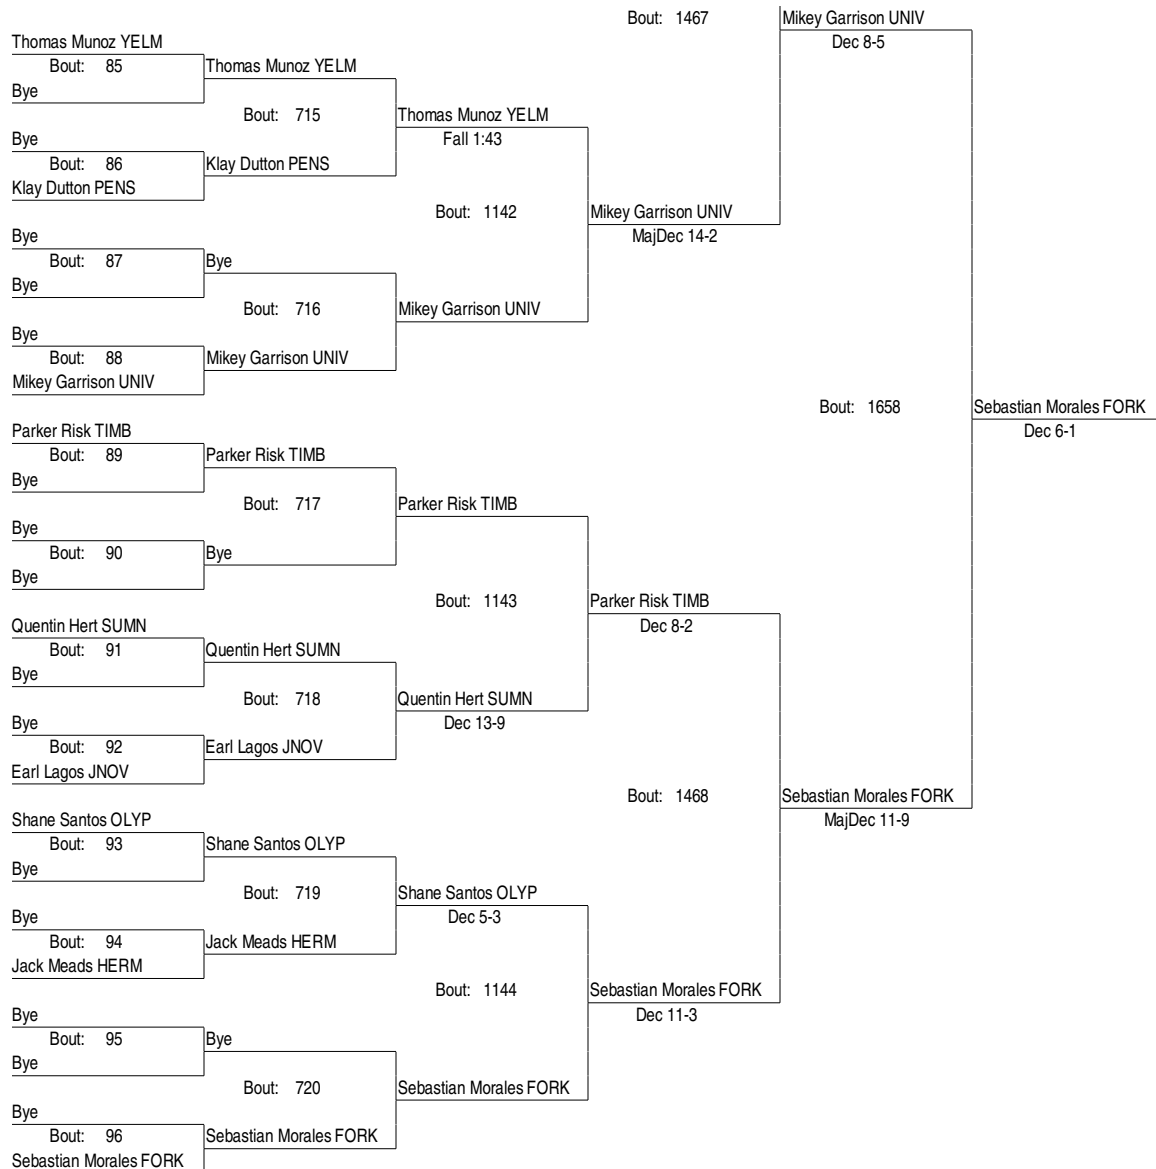 Bout: 1467
Mikey Garrison UNIV
Dec 8-5
Thomas Munoz YELM
Bout: 85
Thomas Munoz YELM
Bye
Bout: 715
Thomas Munoz YELM
Fall 1:43
Bye
Bout: 86
Klay Dutton PENS
Klay Dutton PENS
Bout: 1142
Mikey Garrison UNIV
MajDec 14-2
Bye
Bout: 87
Bye
Bye
Bout: 716
Mikey Garrison UNIV
Bye
Bout: 88
Mikey Garrison UNIV
Mikey Garrison UNIV
Bout: 1658
Sebastian Morales FORK
Dec 6-1
Parker Risk TIMB
Bout: 89
Parker Risk TIMB
Bye
Bout: 717
Parker Risk TIMB
Bye
Bout: 90
Bye
Bye
Bout: 1143
Parker Risk TIMB
Dec 8-2
Quentin Hert SUMN
Bout: 91
Quentin Hert SUMN
Bye
Bout: 718
Quentin Hert SUMN
Dec 13-9
Bye
Bout: 92
Earl Lagos JNOV
Earl Lagos JNOV
Bout: 1468
Sebastian Morales FORK
MajDec 11-9
Shane Santos OLYP
Bout: 93
Shane Santos OLYP
Bye
Bout: 719
Shane Santos OLYP
Dec 5-3
Bye
Bout: 94
Jack Meads HERM
Jack Meads HERM
Bout: 1144
Sebastian Morales FORK
Dec 11-3
Bye
Bout: 95
Bye
Bye
Bout: 720
Sebastian Morales FORK
Bye
Bout: 96
Sebastian Morales FORK
Sebastian Morales FORK